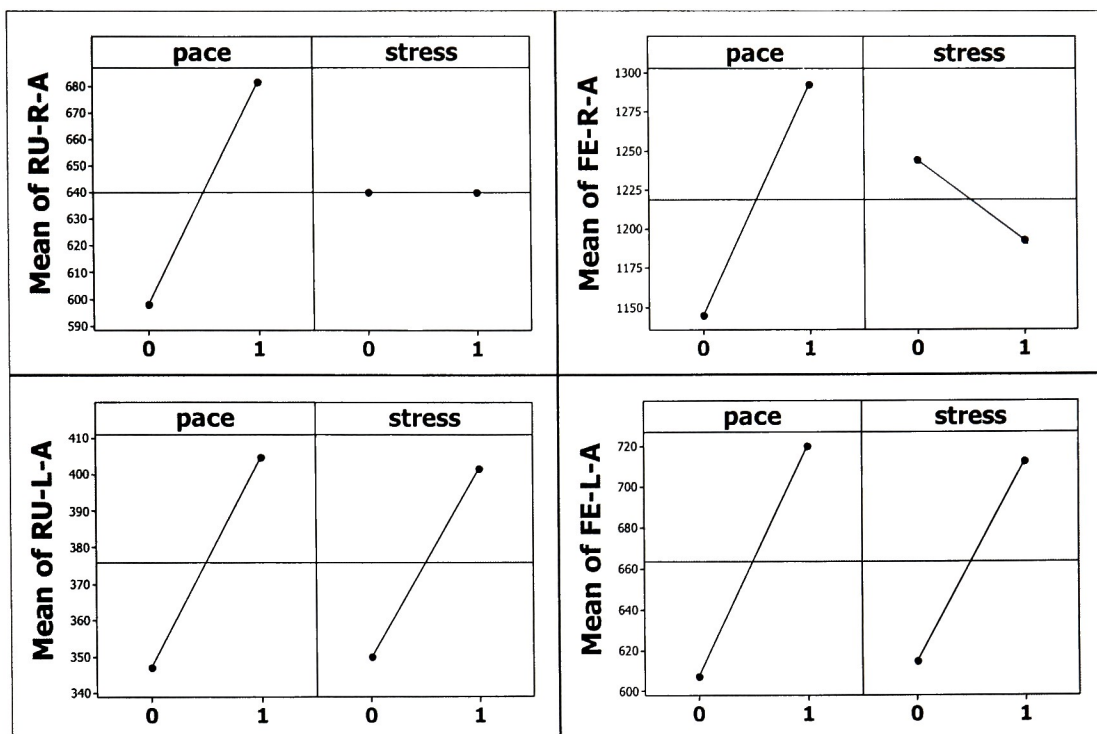 pace stress
Mean of RU-R-A
680
670
660
650
640
630
620
610
600
590
0 1 0 1
pace stress
Mean of FE-R-A
1300
1275
1250
1225
1200
1175
1150
0 1 0 1
pace stress
Mean of RU-L-A
410
400
390
380
370
360
350
340
0 1 0 1
pace stress
Mean of FE-L-A
720
700
680
660
640
620
600
0 1 0 1